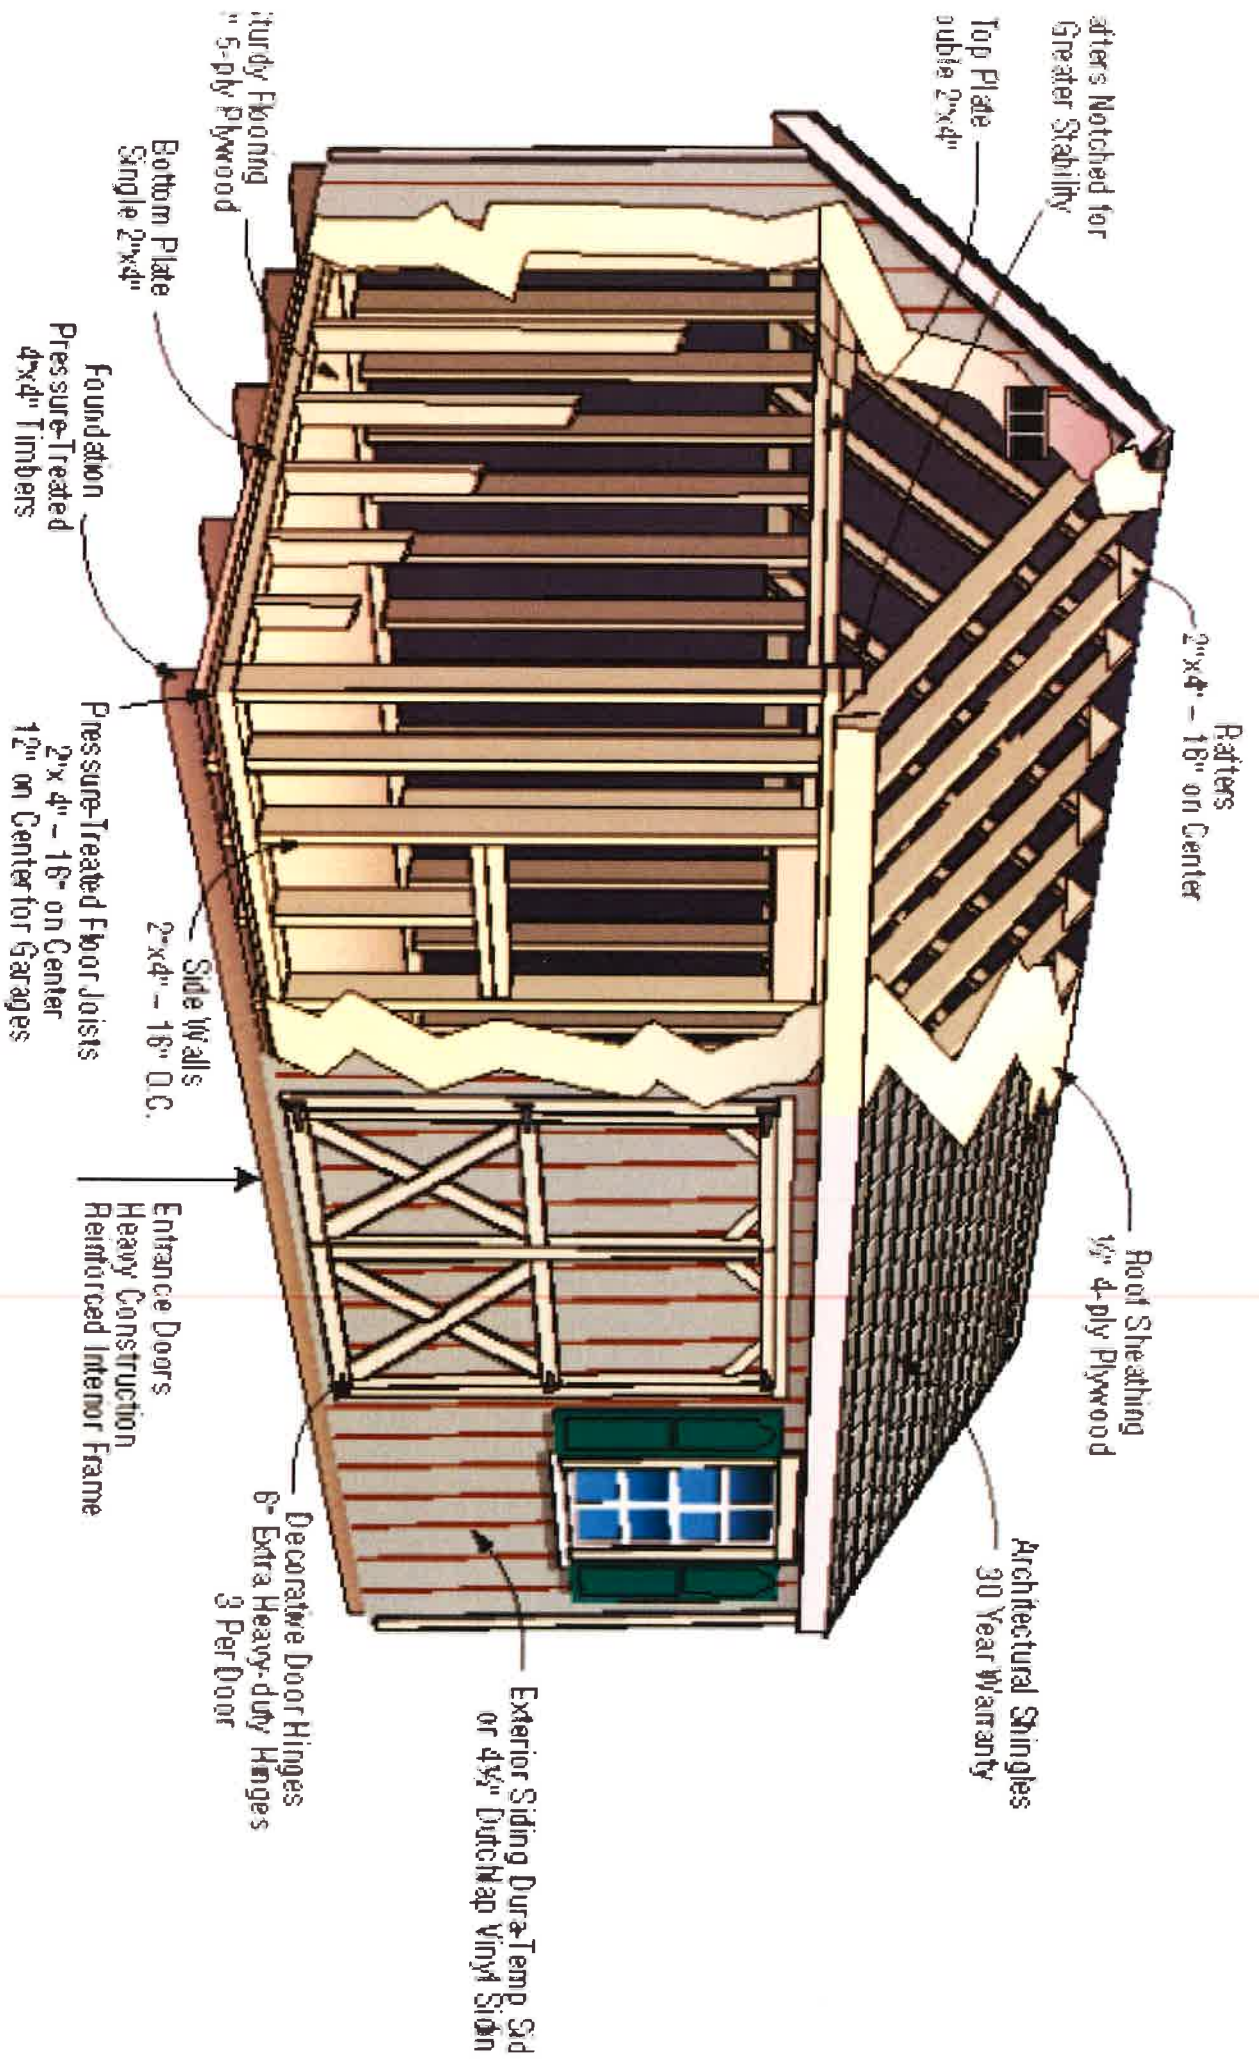 Rafters
2"x4" – 16" on Center
Roof Sheathing
½" 4-ply Plywood
Architectural Shingles
30 Year Warranty
afters Notched for
Greater Stability
Top Plate
ouble 2"x4"
Exterior Siding Dura-Temp Sid
or 4½" Dutchlap Vinyl Sidin
turdy Flooring
" 5-ply Plywood
Bottom Plate
Single 2"x4"
Foundation
Pressure-Treated
4"x4" Timbers
Pressure-Treated Floor Joists
2"x 4" – 16" on Center
12" on Center for Garages
Side Walls
2"x4" – 16" O.C.
Entrance Doors
Heavy Construction
Reinforced Interior Frame
Decorative Door Hinges
6" Extra Heavy-duty Hinges
3 Per Door